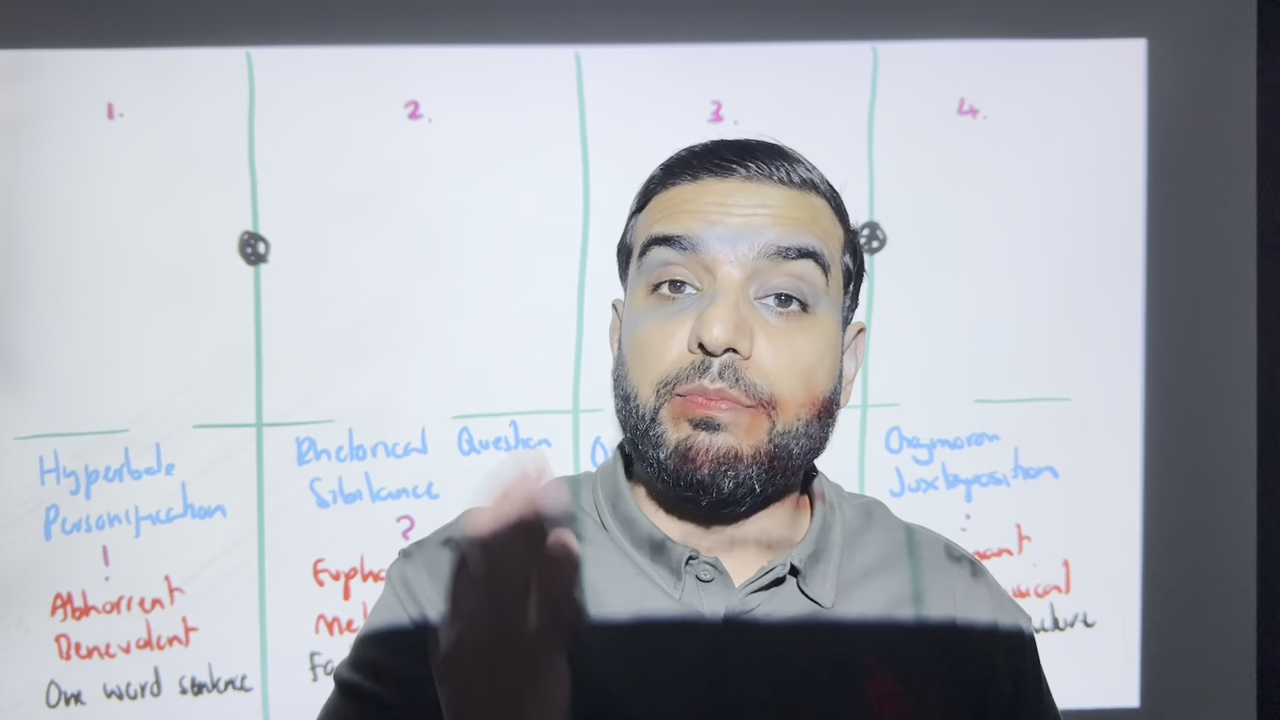 1.
2.
3.
4.
Hyperbole
Personification
!
Abhorrent
Benevolent
One word sentence
Rhetorical Question
Sibilance
?
Oxymoron
Juxtaposition